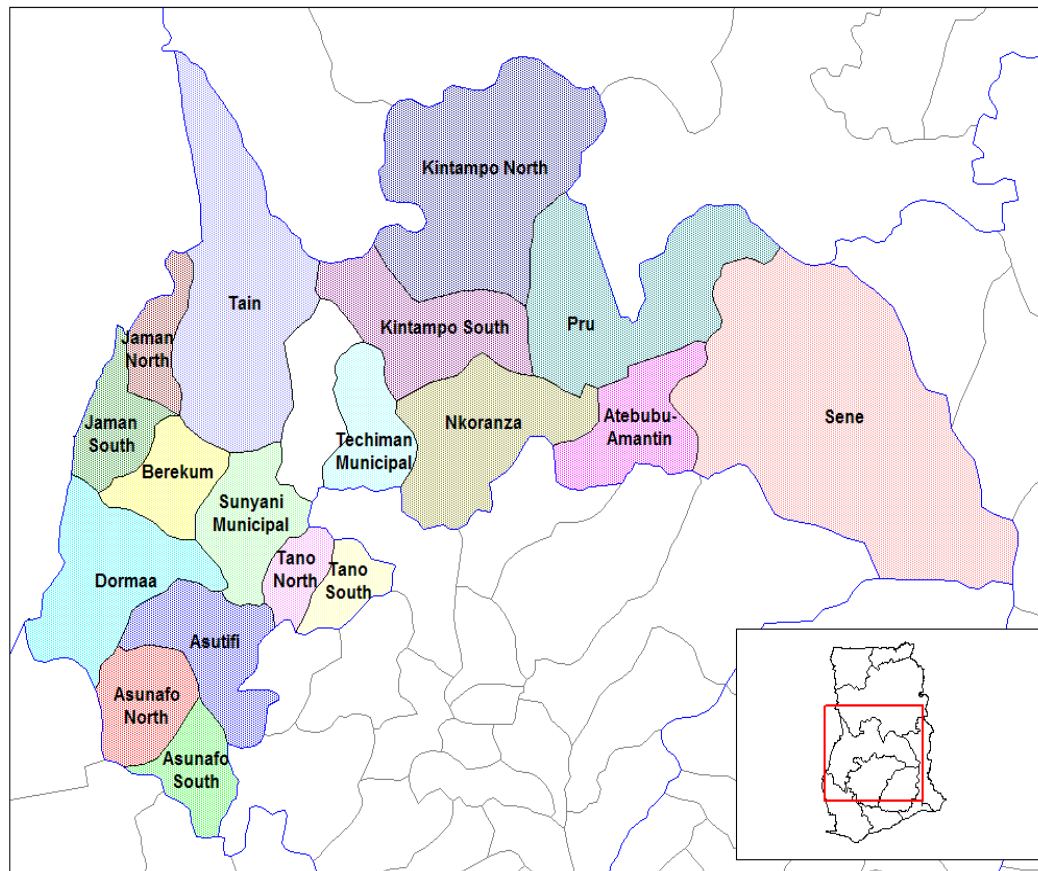 Kintampo North
Tain
Kintampo South
Pru
Jaman
North
Jaman
South
Berekum
Techiman
Municipal
Nkoranza
Atebubu-
Amantin
Sene
Sunyani
Municipal
Tano
North
Tano
South
Dormaa
Asutifi
Asunafo
North
Asunafo
South